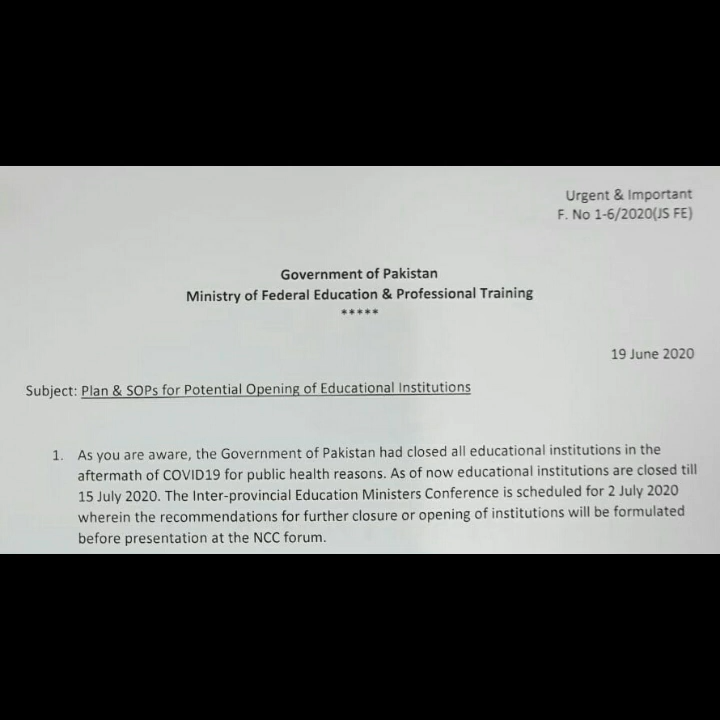 Urgent & Important
F. No 1-6/2020(JS FE)
Government of Pakistan
Ministry of Federal Education & Professional Training
*****
19 June 2020
Subject: Plan & SOPs for Potential Opening of Educational Institutions
1. As you are aware, the Government of Pakistan had closed all educational institutions in the
aftermath of COVID19 for public health reasons. As of now educational institutions are closed till
15 July 2020. The Inter-provincial Education Ministers Conference is scheduled for 2 July 2020
wherein the recommendations for further closure or opening of institutions will be formulated
before presentation at the NCC forum.